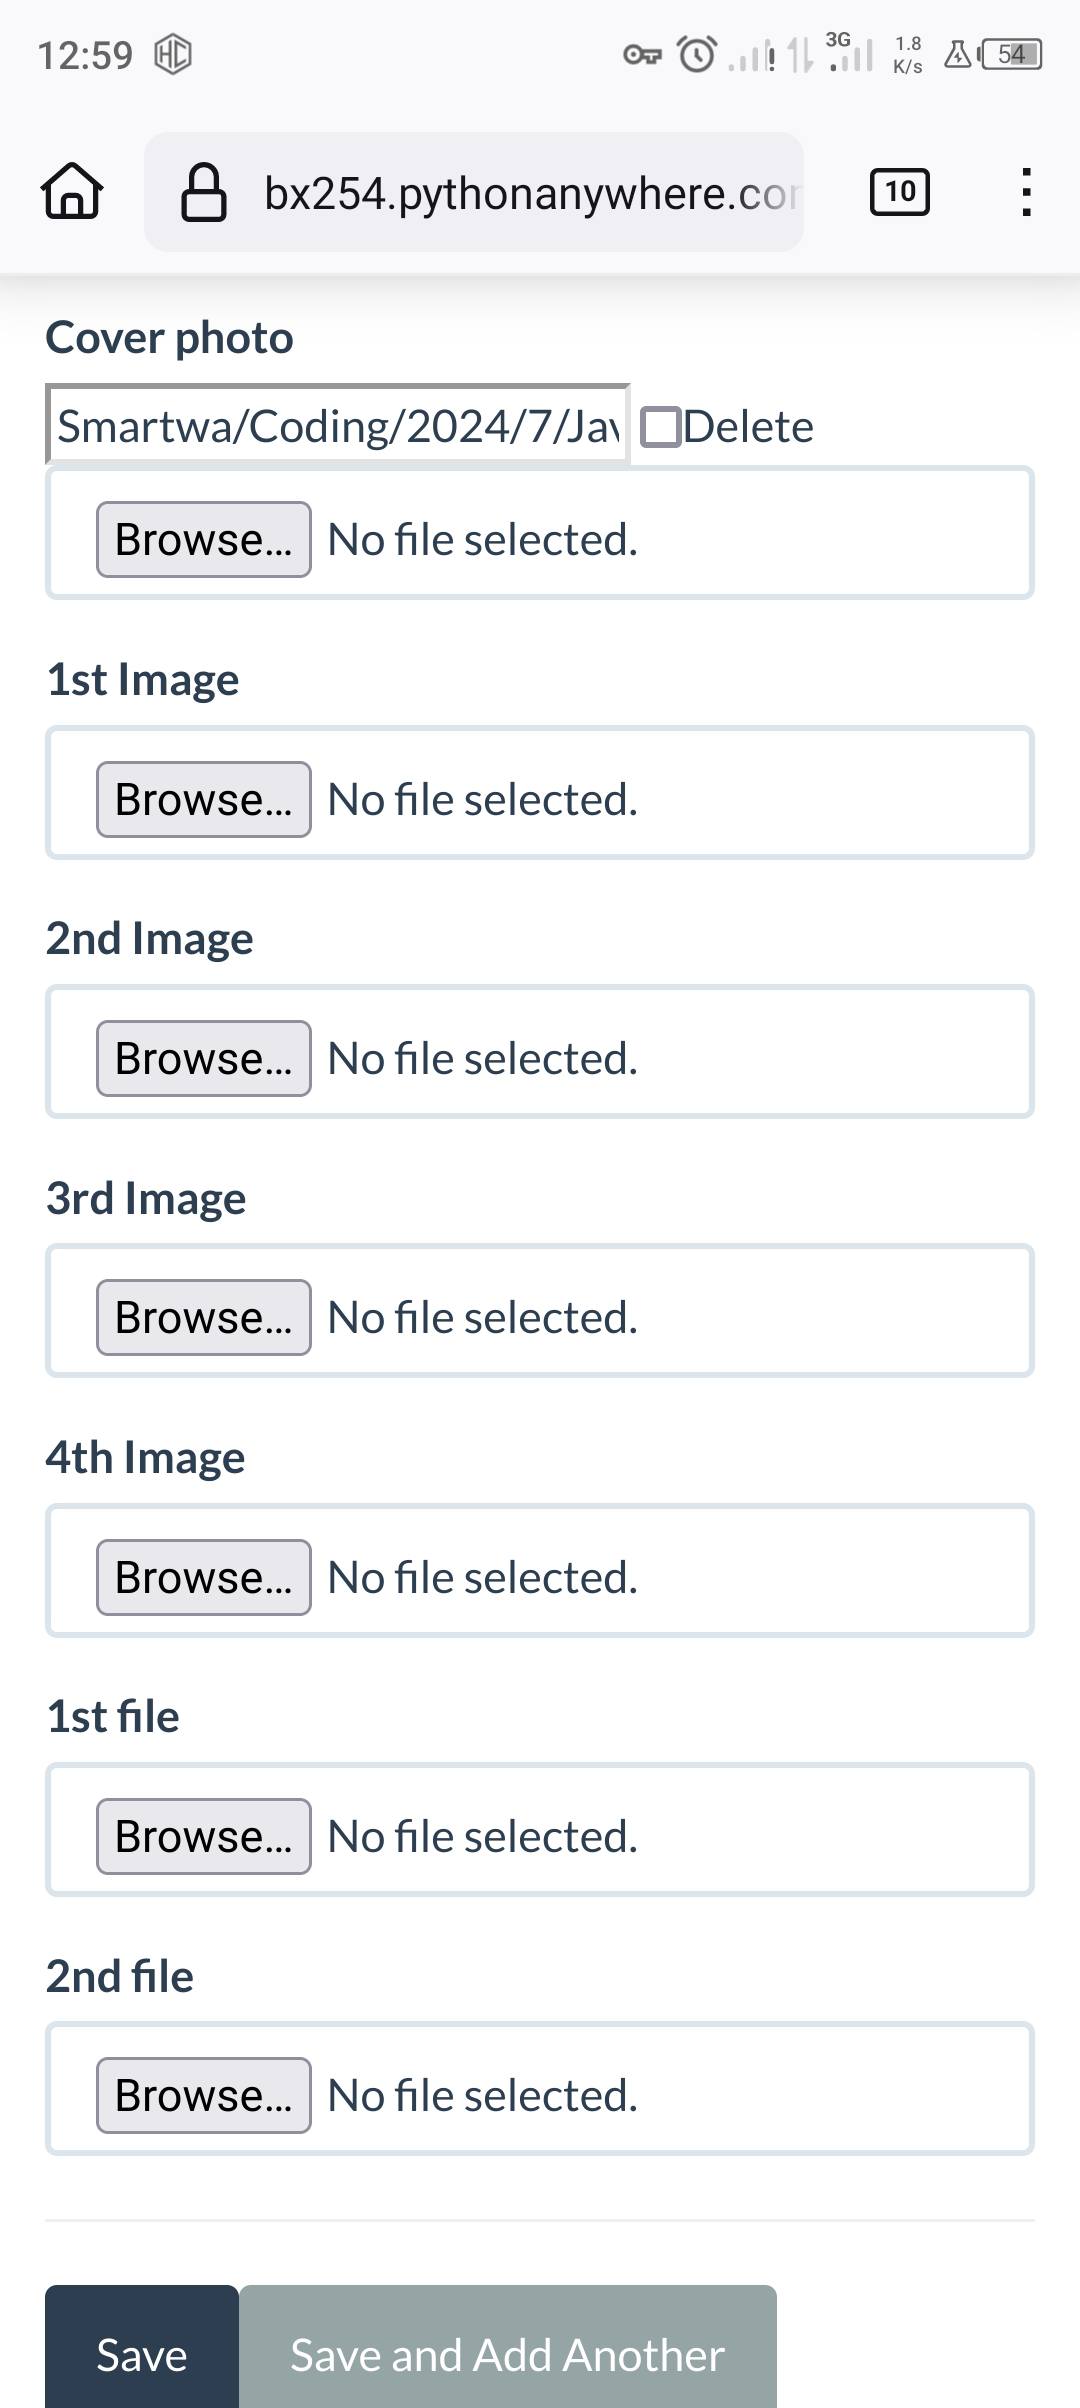 12:59 HC 3G 1.8 K/s 54
bx254.pythonanywhere.cor 10
Cover photo
Smartwa/Coding/2024/7/Jav Delete
Browse... No file selected.
1st Image
Browse... No file selected.
2nd Image
Browse... No file selected.
3rd Image
Browse... No file selected.
4th Image
Browse... No file selected.
1st file
Browse... No file selected.
2nd file
Browse... No file selected.
Save Save and Add Another